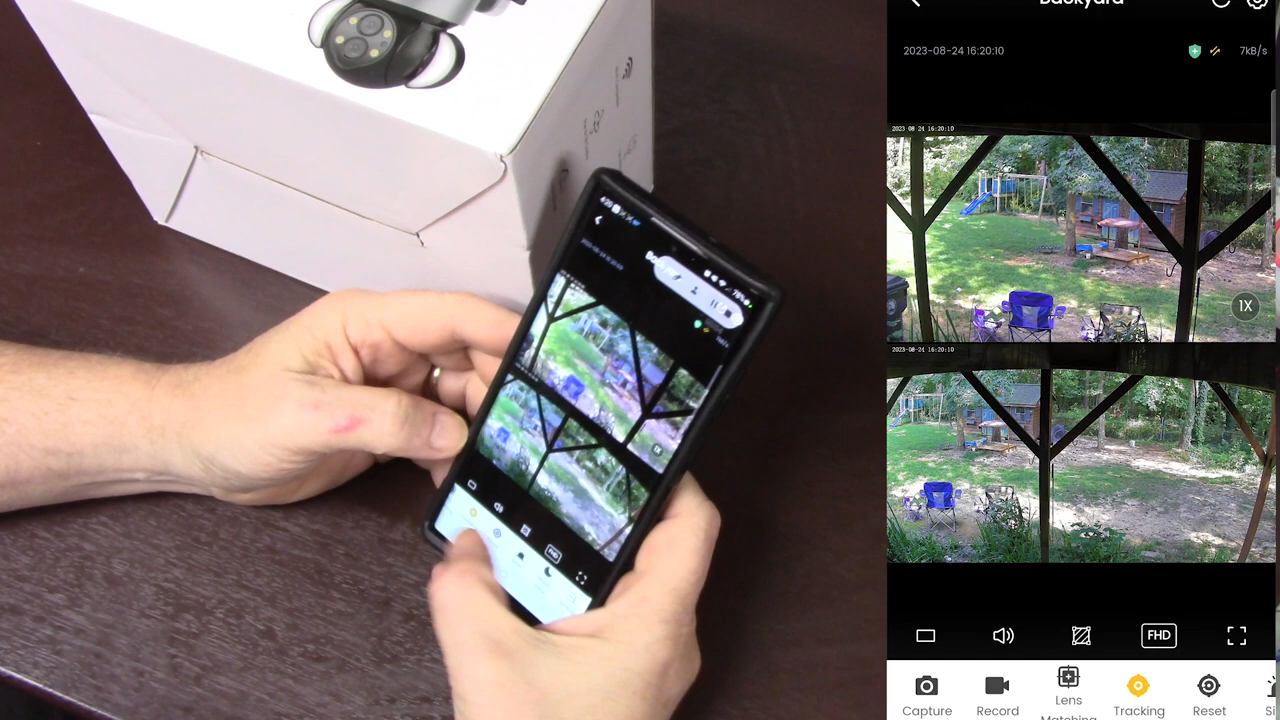 Backyard
2023-08-24 16:20:10
7kB/s
2023 08 24 16:20:10
1X
2023-08-24 16:20:10
FHD
Capture
Record
Lens
Matching
Tracking
Reset
FHD